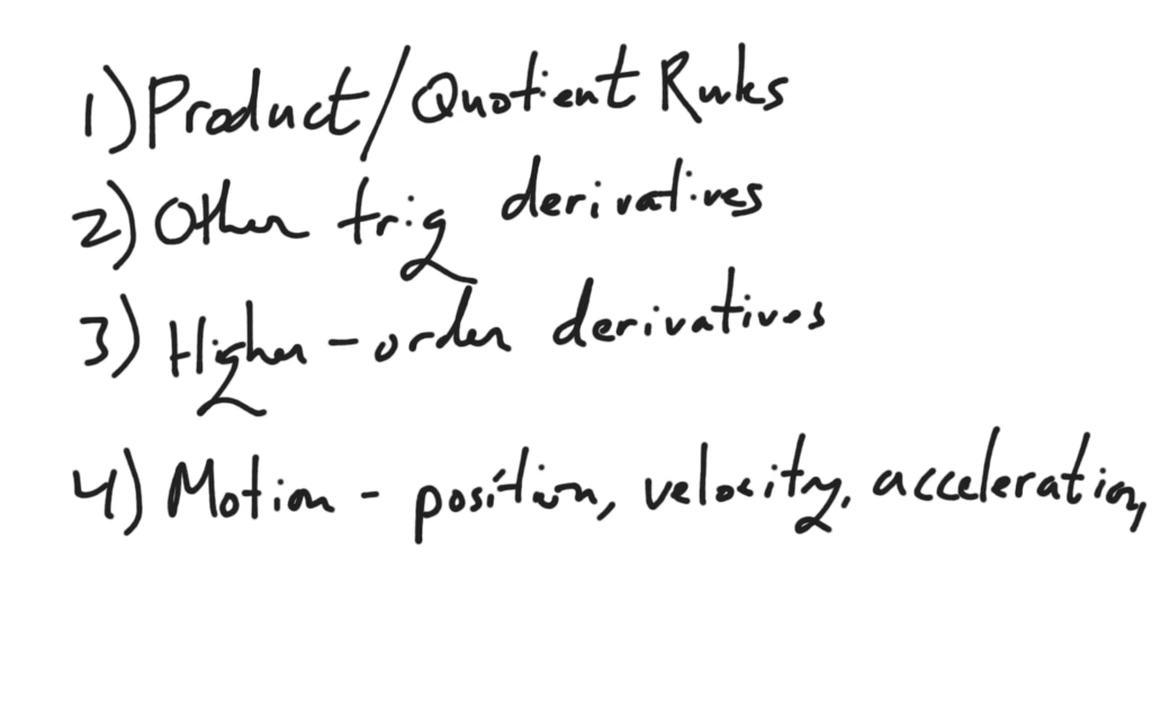 1) Product/Quotient Rules
2) Other trig derivatives
3) Higher-order derivatives
4) Motion - position, velocity, acceleration,